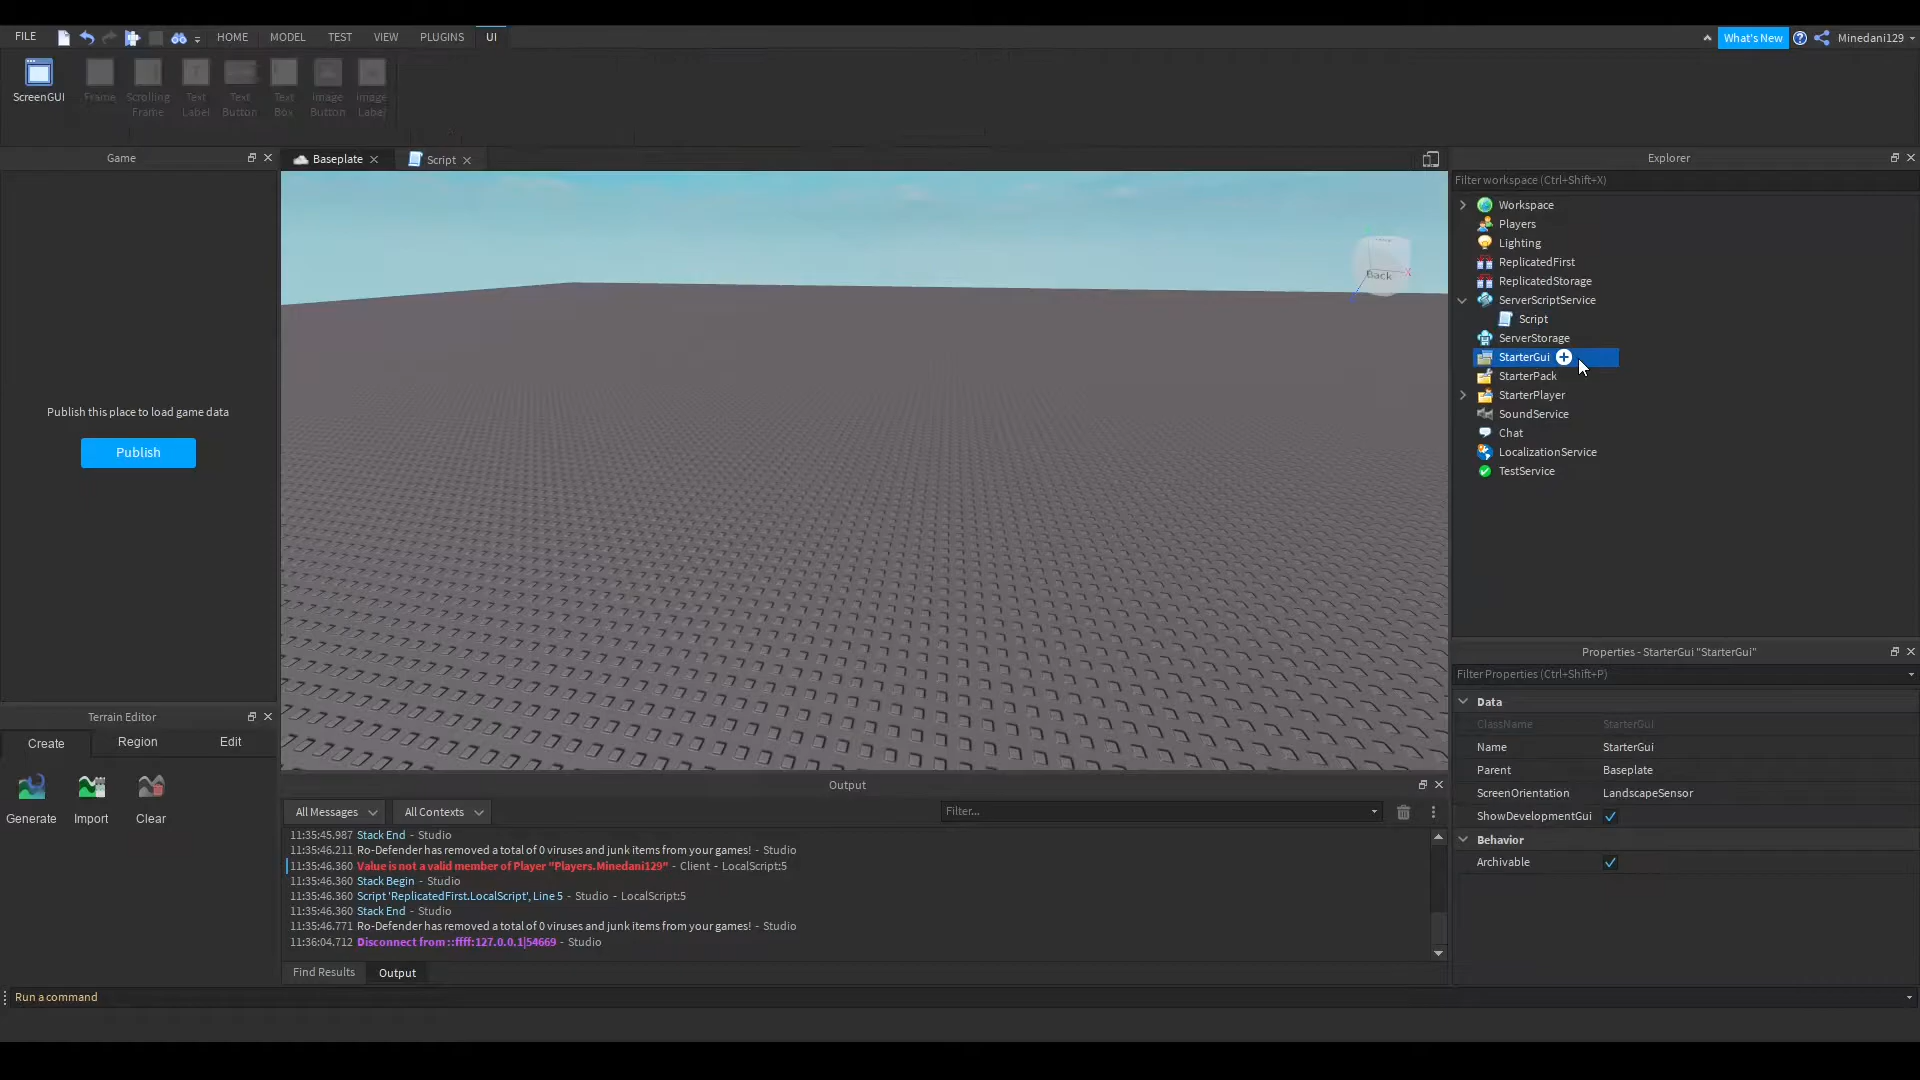 FILE HOME MODEL TEST VIEW PLUGINS UI What's New Minedani129
ScreenGUI Frame Scrolling Frame Text Label Text Button Text Box Image Button Image Label
Game
Publish this place to load game data
Publish
Terrain Editor
Create Region Edit
Generate Import Clear
Baseplate Script
Back X
Output
All Messages All Contexts Filter...
11:35:45.987 Stack End - Studio
11:35:46.211 Ro-Defender has removed a total of 0 viruses and junk items from your games! - Studio
11:35:46.360 Value is not a valid member of Player "Players.Minedani129" - Client - LocalScript:5
11:35:46.360 Stack Begin - Studio
11:35:46.360 Script 'ReplicatedFirst.LocalScript', Line 5 - Studio - LocalScript:5
11:35:46.360 Stack End - Studio
11:35:46.771 Ro-Defender has removed a total of 0 viruses and junk items from your games! - Studio
11:36:04.712 Disconnect from ::ffff:127.0.0.1|54669 - Studio
Find Results Output
Run a command
Explorer
Filter workspace (Ctrl+Shift+X)
Workspace
Players
Lighting
ReplicatedFirst
ReplicatedStorage
ServerScriptService
Script
ServerStorage
StarterGui
StarterPack
StarterPlayer
SoundService
Chat
LocalizationService
TestService
Properties - StarterGui "StarterGui"
Filter Properties (Ctrl+Shift+P)
Data
ClassName StarterGui
Name StarterGui
Parent Baseplate
ScreenOrientation LandscapeSensor
ShowDevelopmentGui
Behavior
Archivable